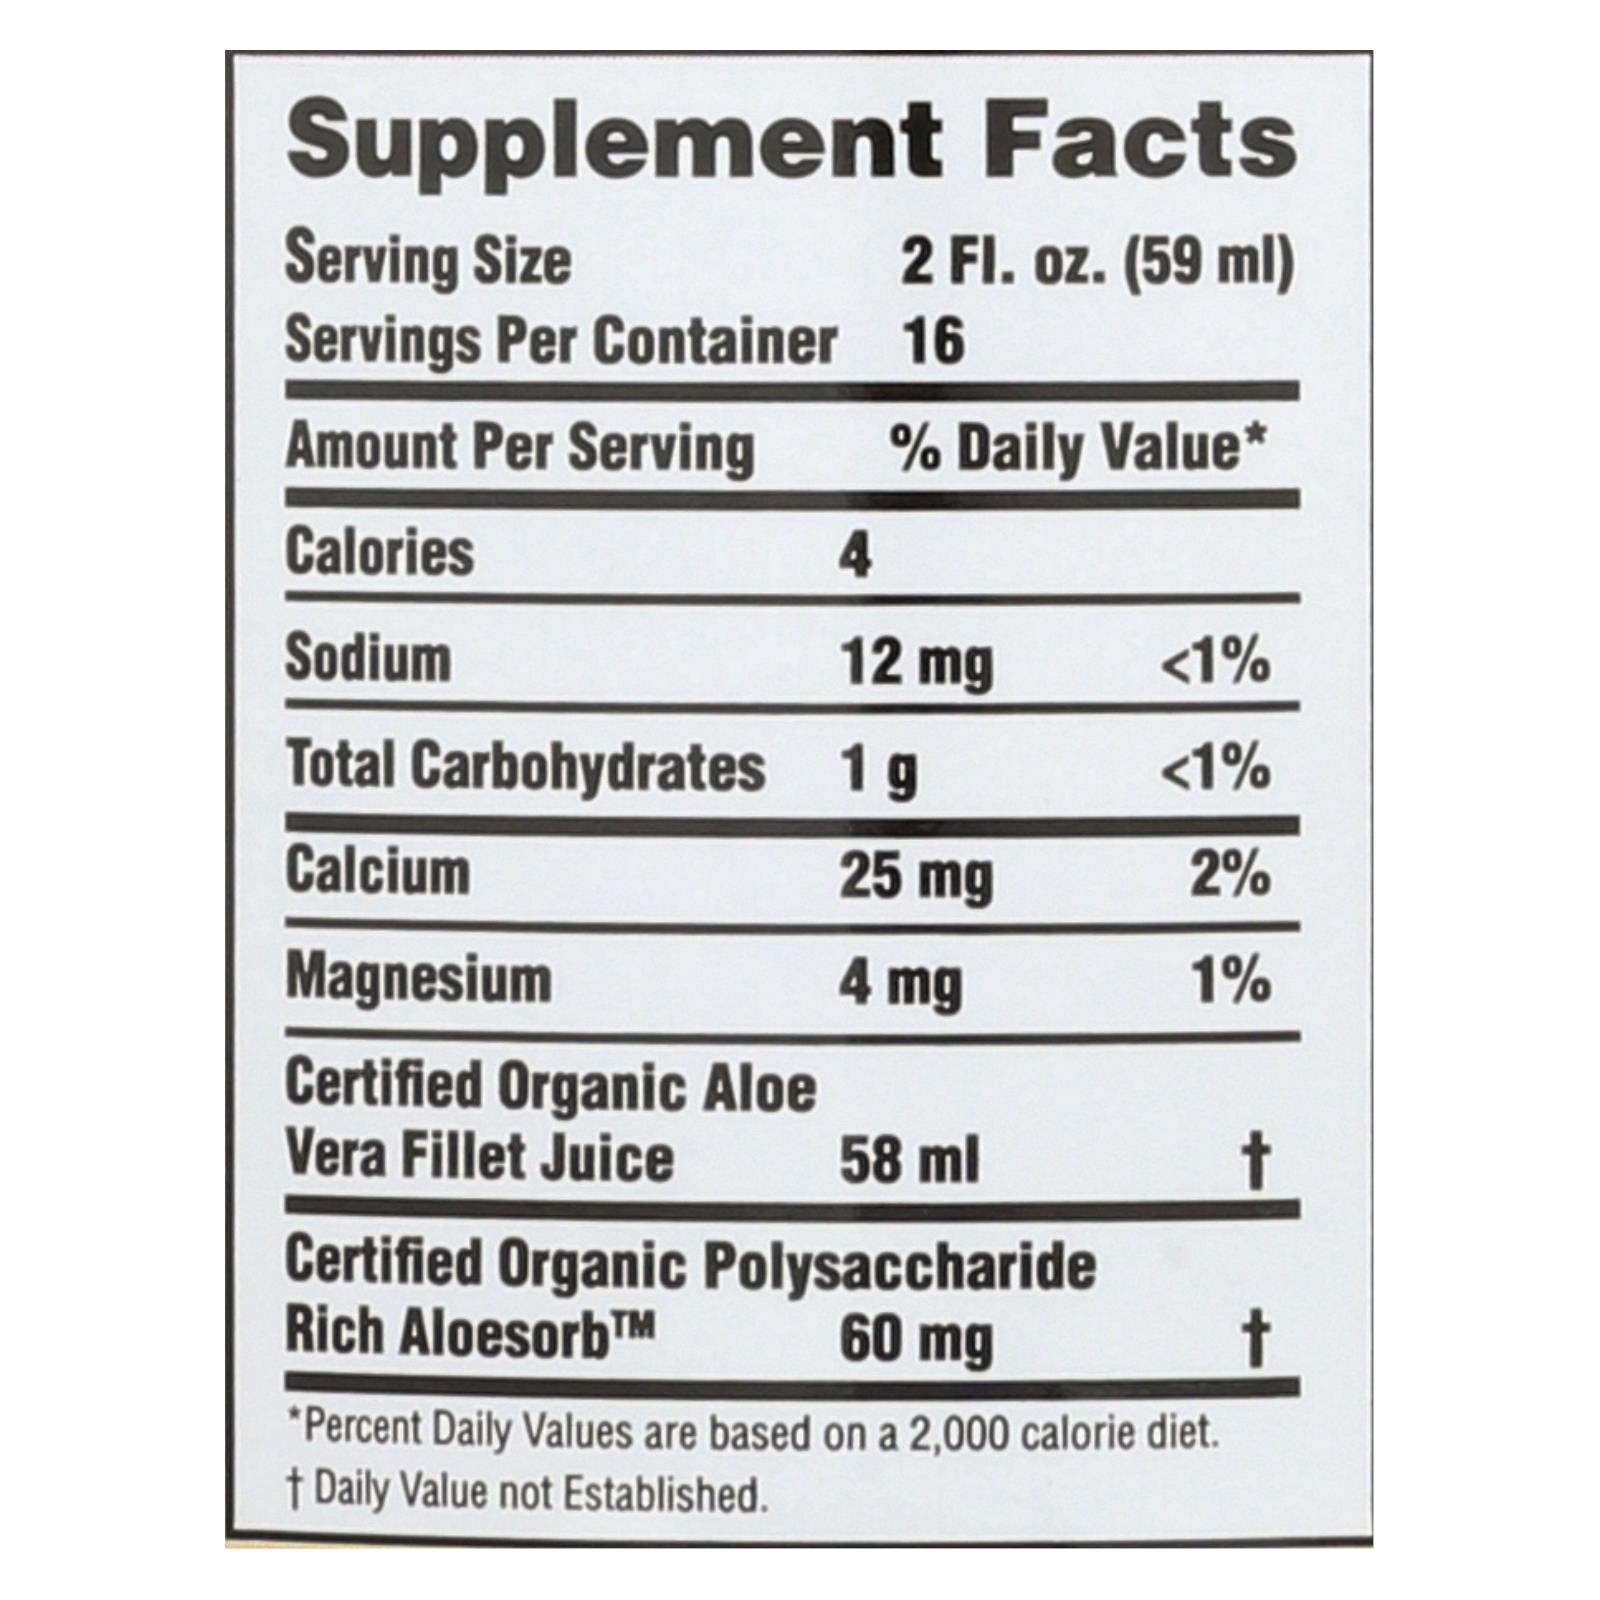 Supplement Facts
Serving Size 2 Fl. oz. (59 ml)
Servings Per Container 16
Amount Per Serving % Daily Value*
Calories 4
Sodium 12 mg <1%
Total Carbohydrates 1 g <1%
Calcium 25 mg 2%
Magnesium 4 mg 1%
Certified Organic Aloe
Vera Fillet Juice 58 ml †
Certified Organic Polysaccharide
Rich Aloesorb™ 60 mg †
*Percent Daily Values are based on a 2,000 calorie diet.
† Daily Value not Established.